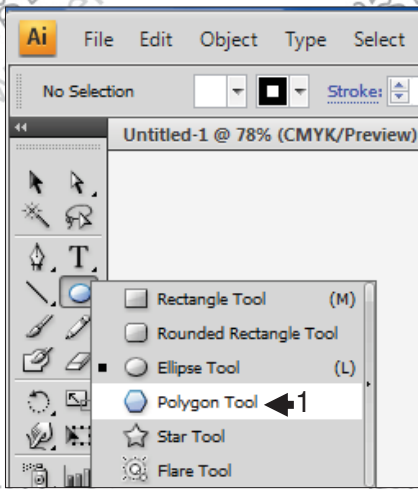 Ai File Edit Object Type Select
No Selection Stroke:
Untitled-1 @ 78% (CMYK/Preview)
T
Rectangle Tool (M)
Rounded Rectangle Tool
Ellipse Tool (L)
Polygon Tool 1
Star Tool
Flare Tool